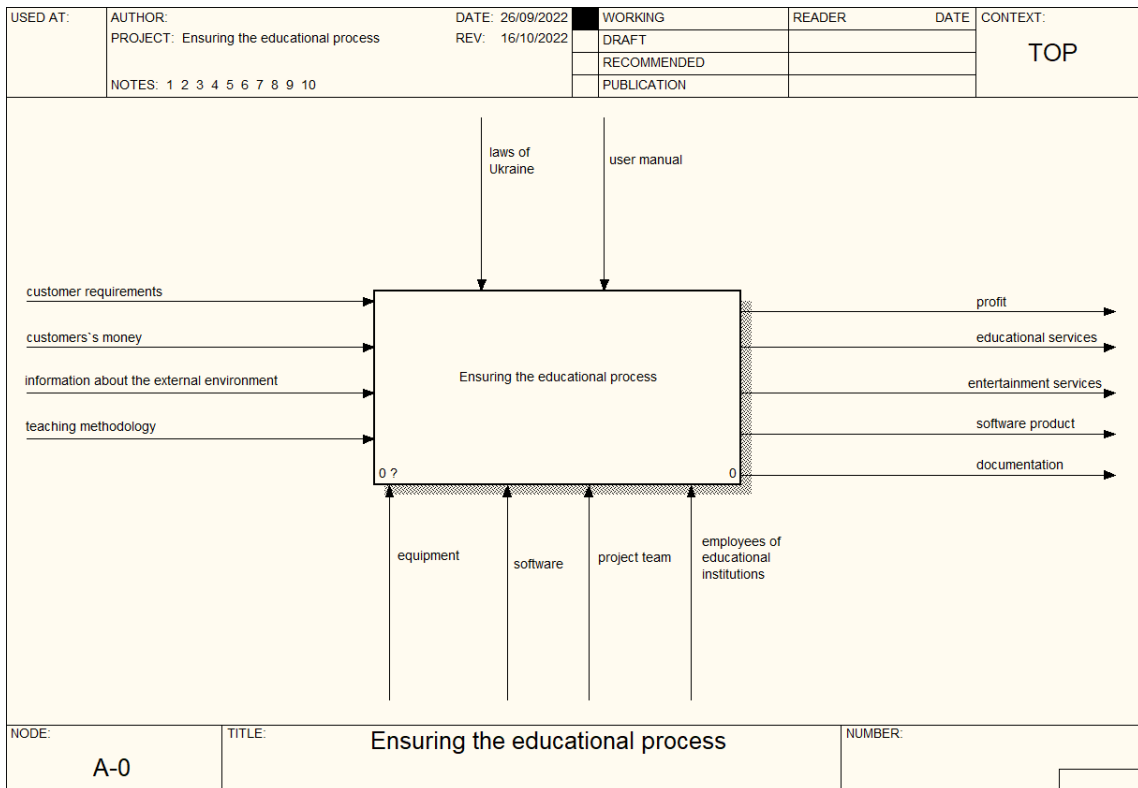 USED AT:
AUTHOR:
DATE: 26/09/2022
WORKING
READER
DATE
CONTEXT:
PROJECT: Ensuring the educational process
REV: 16/10/2022
DRAFT
TOP
RECOMMENDED
NOTES: 1 2 3 4 5 6 7 8 9 10
PUBLICATION
laws of
Ukraine
user manual
customer requirements
customers`s money
information about the external environment
teaching methodology
Ensuring the educational process
0 ?
0
profit
educational services
entertainment services
software product
documentation
equipment
software
project team
employees of
educational
institutions
NODE:
A-0
TITLE:
Ensuring the educational process
NUMBER: